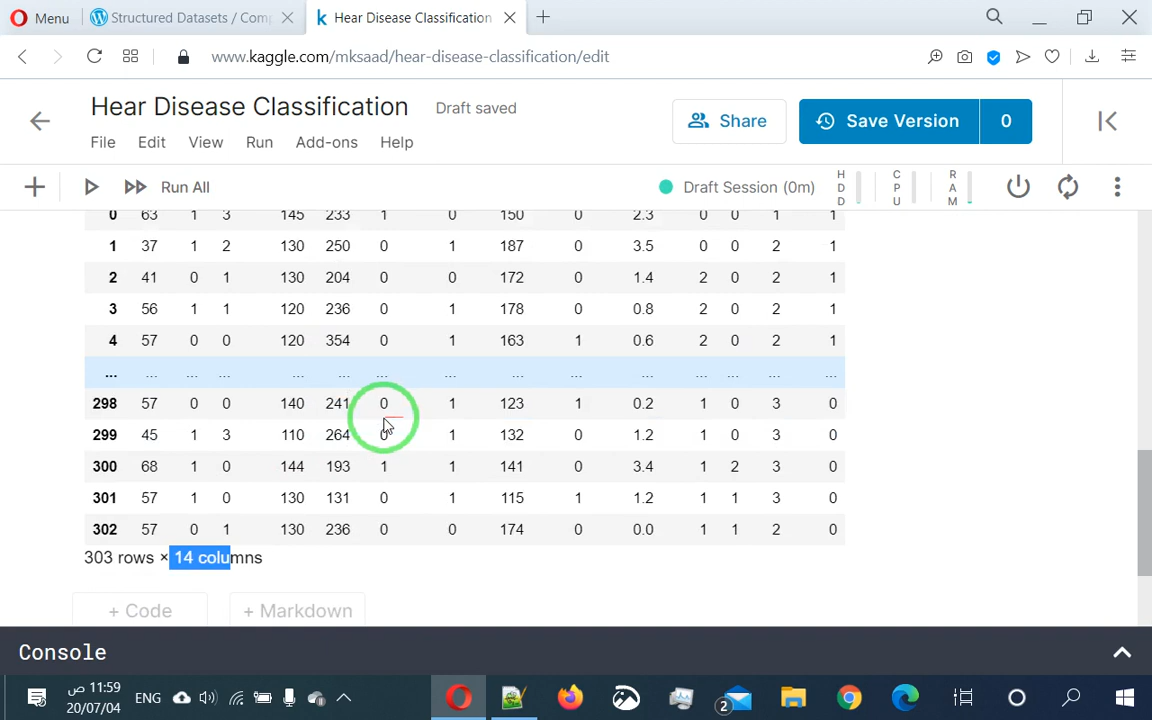 Menu
Structured Datasets / Comp
Hear Disease Classification
www.kaggle.com/mksaad/hear-disease-classification/edit
Hear Disease Classification
Draft saved
Share
Save Version
0
File Edit View Run Add-ons Help
Run All
Draft Session (0m)
HDD
CPU
RAM
0 63 1 3 145 233 1 0 150 0 2.3 0 0 1 1
1 37 1 2 130 250 0 1 187 0 3.5 0 0 2 1
2 41 0 1 130 204 0 0 172 0 1.4 2 0 2 1
3 56 1 1 120 236 0 1 178 0 0.8 2 0 2 1
4 57 0 0 120 354 0 1 163 1 0.6 2 0 2 1
... ... ... ... ... ... ... ... ... ... ... ... ... ... ...
298 57 0 0 140 241 0 1 123 1 0.2 1 0 3 0
299 45 1 3 110 264 0 1 132 0 1.2 1 0 3 0
300 68 1 0 144 193 1 1 141 0 3.4 1 2 3 0
301 57 1 0 130 131 0 1 115 1 1.2 1 1 3 0
302 57 0 1 130 236 0 0 174 0 0.0 1 1 2 0
303 rows × 14 columns
+ Code
+ Markdown
Console
11:59 ص
20/07/04
ENG
2